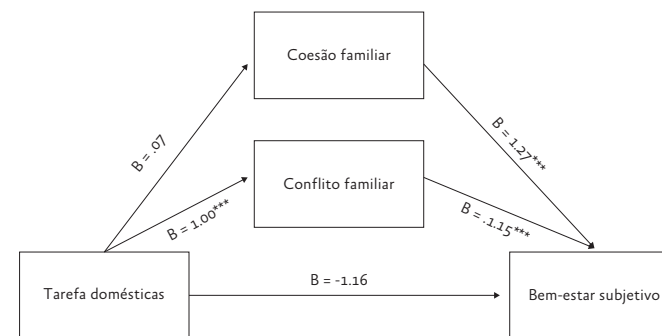 Coesão familiar
B = .07
B = 1.27***
Conflito familiar
B = 1.00***
B = .1.15***
Tarefa domésticas
B = -1.16
Bem-estar subjetivo